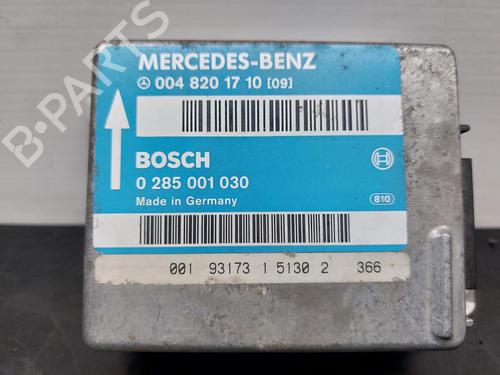 MERCEDES-BENZ
004 820 17 10 [09]
BOSCH
0 285 001 030
Made in Germany
810
001 93173 1 5130 2 366
B-PARTS